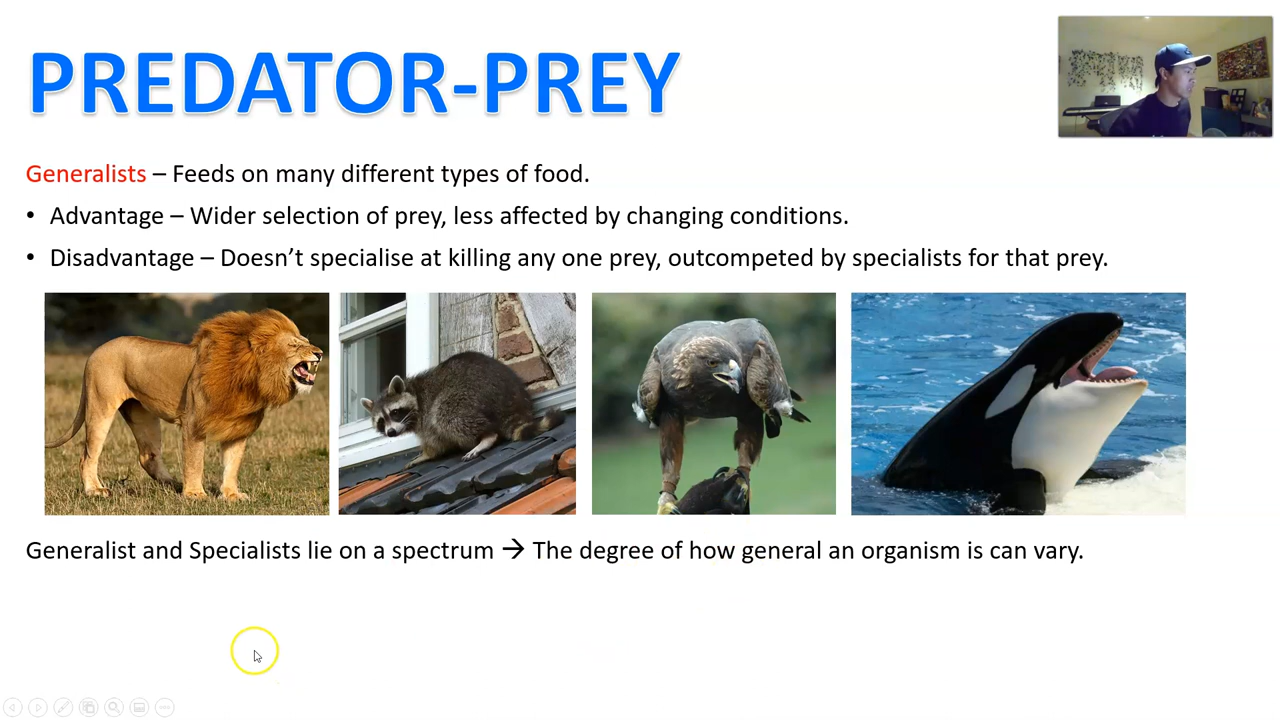 PREDATOR-PREY
Generalists – Feeds on many different types of food.
• Advantage – Wider selection of prey, less affected by changing conditions.
• Disadvantage – Doesn’t specialise at killing any one prey, outcompeted by specialists for that prey.
Generalist and Specialists lie on a spectrum → The degree of how general an organism is can vary.